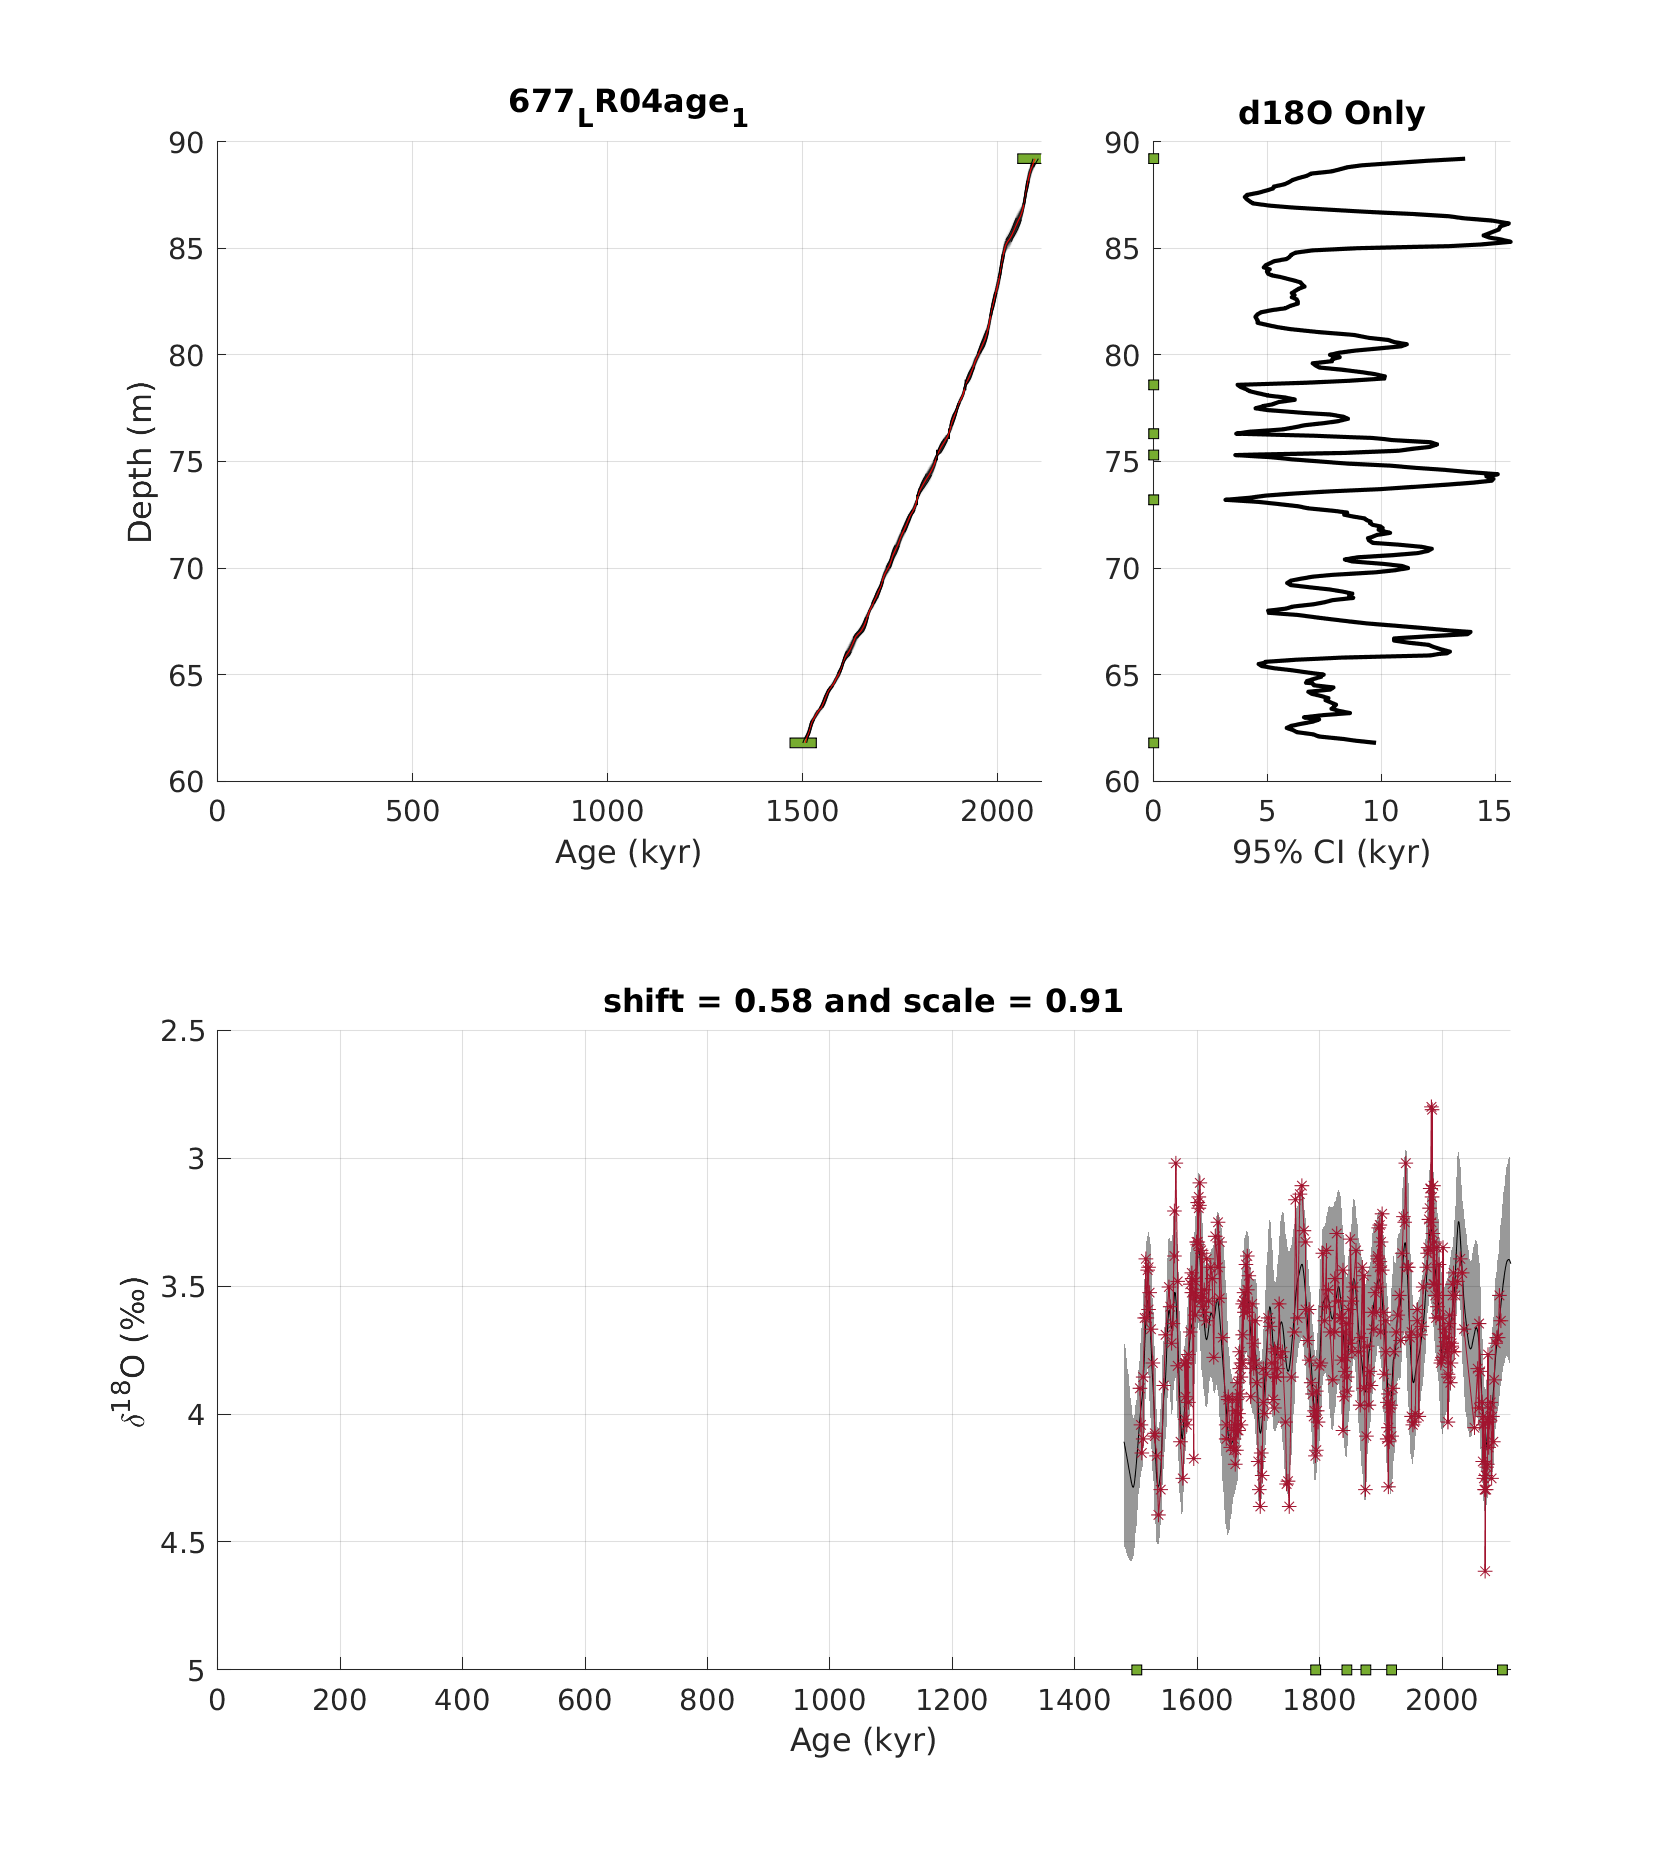 677_LR04age_1
90
85
80
75
70
65
60
Depth (m)
0 500 1000 1500 2000
Age (kyr)
d18O Only
90
85
80
75
70
65
60
0 5 10 15
95% CI (kyr)
shift = 0.58 and scale = 0.91
2.5
3
3.5
4
4.5
5
δ¹⁸O (‰)
0 200 400 600 800 1000 1200 1400 1600 1800 2000
Age (kyr)